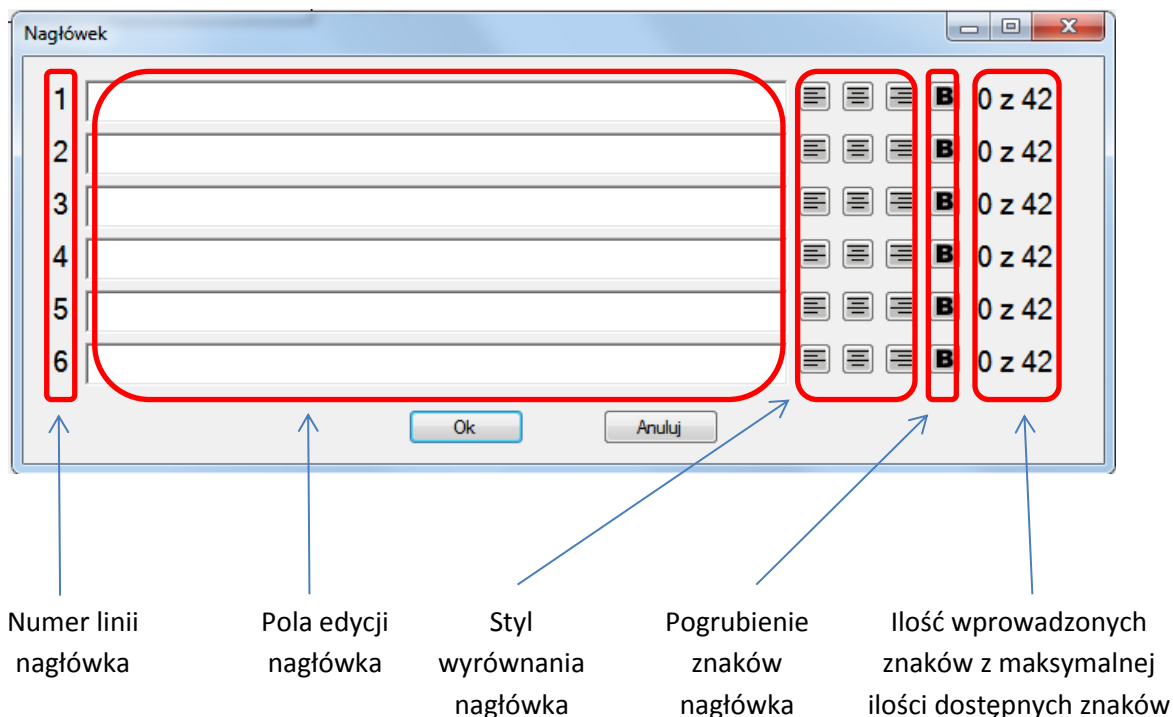 Nagłówek
1 B 0 z 42
2 B 0 z 42
3 B 0 z 42
4 B 0 z 42
5 B 0 z 42
6 B 0 z 42
Ok Anuluj
Numer linii nagłówka
Pola edycji nagłówka
Styl wyrównania nagłówka
Pogrubienie znaków nagłówka
Ilość wprowadzonych znaków z maksymalnej ilości dostępnych znaków